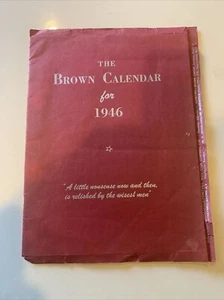 THE
BROWN CALENDAR
for
1946
"A little nonsense now and then,
is relished by the wisest men"